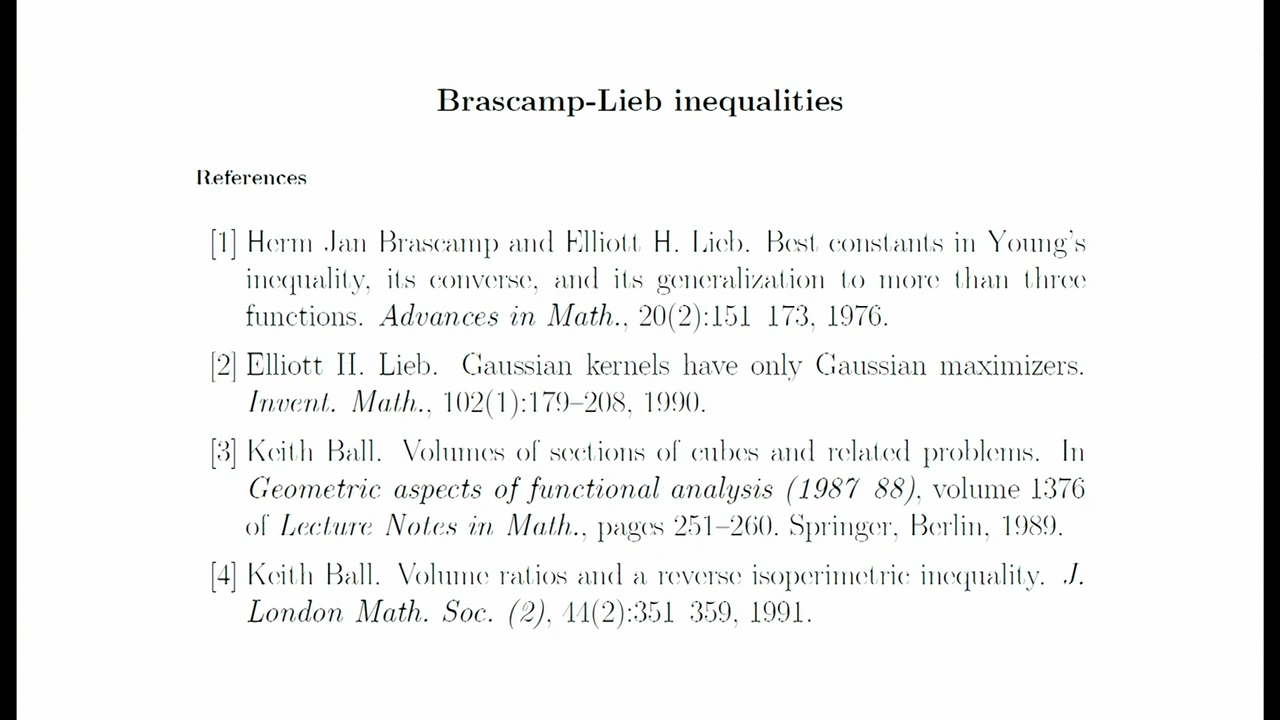 Brascamp-Lieb inequalities
References
[1] Herm Jan Brascamp and Elliott H. Lieb. Best constants in Young's
inequality, its converse, and its generalization to more than three
functions. Advances in Math., 20(2):151 173, 1976.
[2] Elliott H. Lieb. Gaussian kernels have only Gaussian maximizers.
Invent. Math., 102(1):179–208, 1990.
[3] Keith Ball. Volumes of sections of cubes and related problems. In
Geometric aspects of functional analysis (1987 88), volume 1376
of Lecture Notes in Math., pages 251–260. Springer, Berlin, 1989.
[4] Keith Ball. Volume ratios and a reverse isoperimetric inequality. J.
London Math. Soc. (2), 44(2):351 359, 1991.